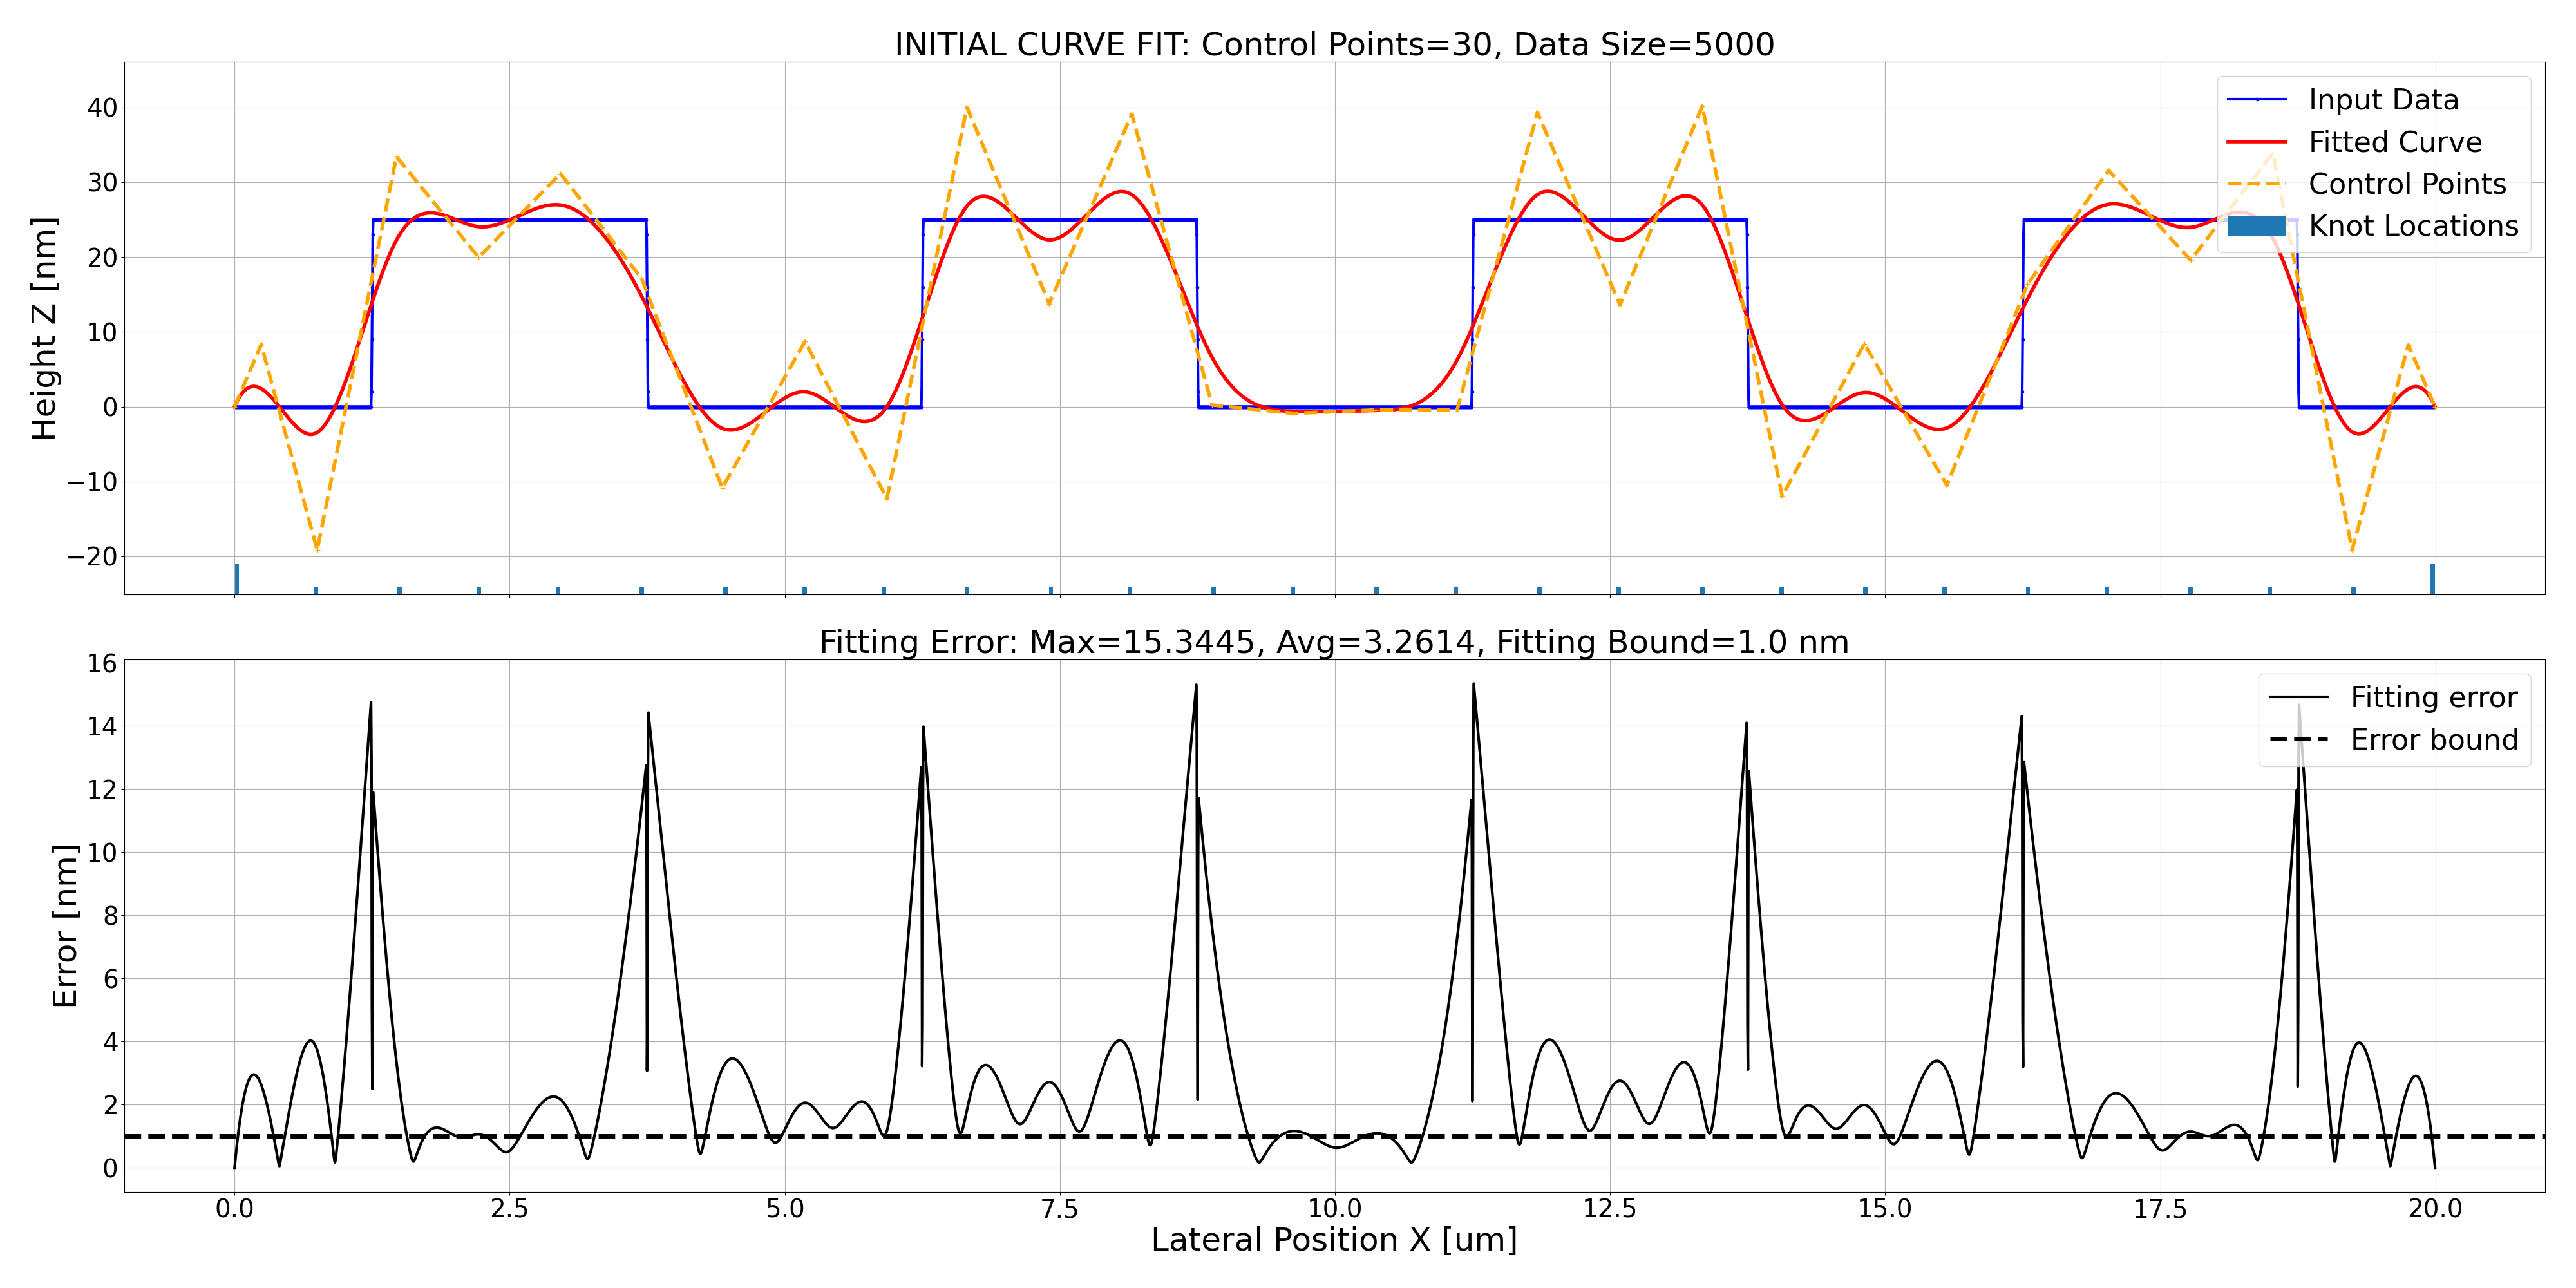 INITIAL CURVE FIT: Control Points=30, Data Size=5000
Height Z [nm]
40
30
20
10
0
−10
−20
Input Data
Fitted Curve
Control Points
Knot Locations
Fitting Error: Max=15.3445, Avg=3.2614, Fitting Bound=1.0 nm
Error [nm]
16
14
12
10
8
6
4
2
0
Fitting error
Error bound
0.0 2.5 5.0 7.5 10.0 12.5 15.0 17.5 20.0
Lateral Position X [um]